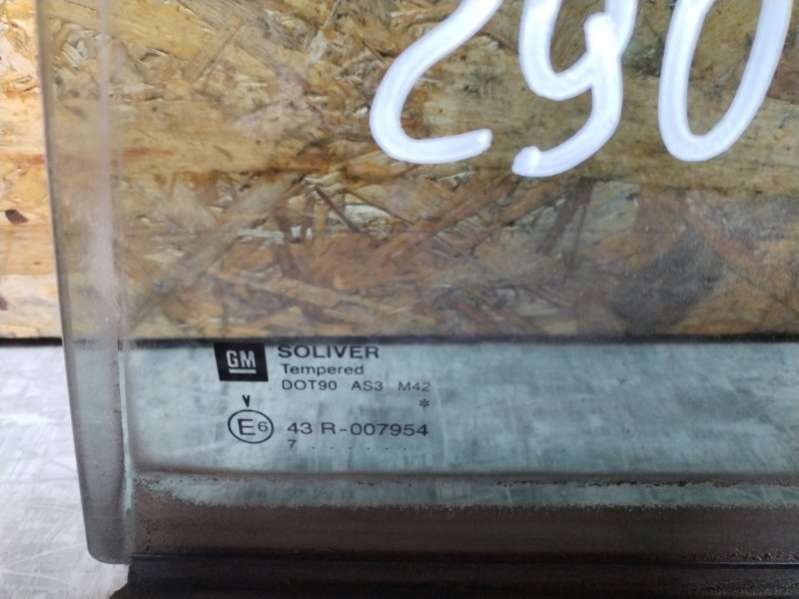 290
GM SOLIVER
Tempered
DOT90 AS3 M42
*
V
E6 43 R-007954
7 . . . . . .